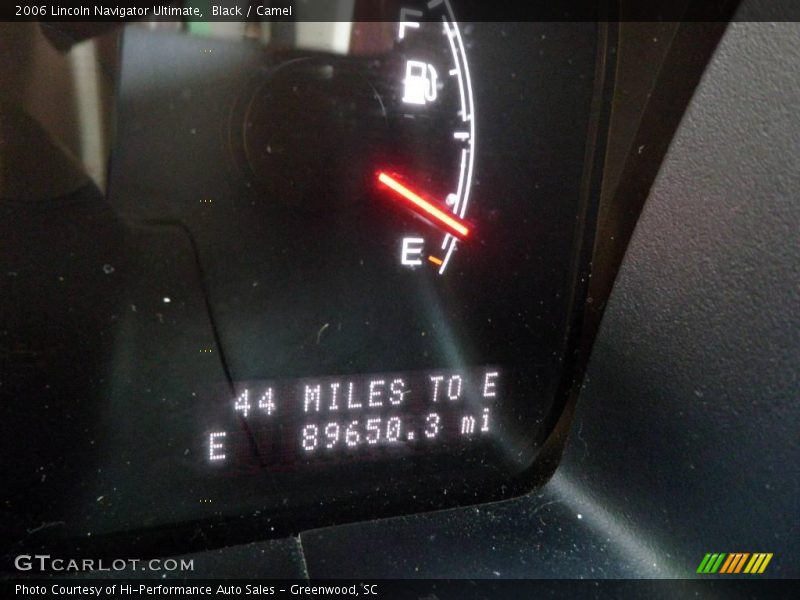 2006 Lincoln Navigator Ultimate,  Black / Camel
F
E
44 MILES TO E
E 89650.3 mi
GTCARLOT.COM
Photo Courtesy of Hi-Performance Auto Sales - Greenwood, SC